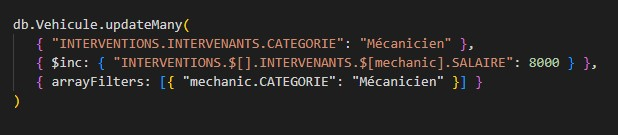 db.Vehicule.updateMany(
{ "INTERVENTIONS.INTERVENANTS.CATEGORIE": "Mécanicien" },
{ $inc: { "INTERVENTIONS.$[].INTERVENANTS.$[mechanic].SALAIRE": 8000 } },
{ arrayFilters: [{ "mechanic.CATEGORIE": "Mécanicien" }] }
)